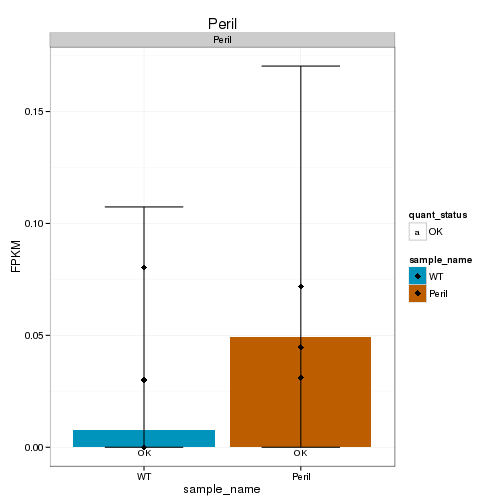 Peril
Peril
FPKM
0.15
0.10
0.05
0.00
OK OK
WT Peril
sample_name
quant_status
a OK
sample_name
WT
Peril